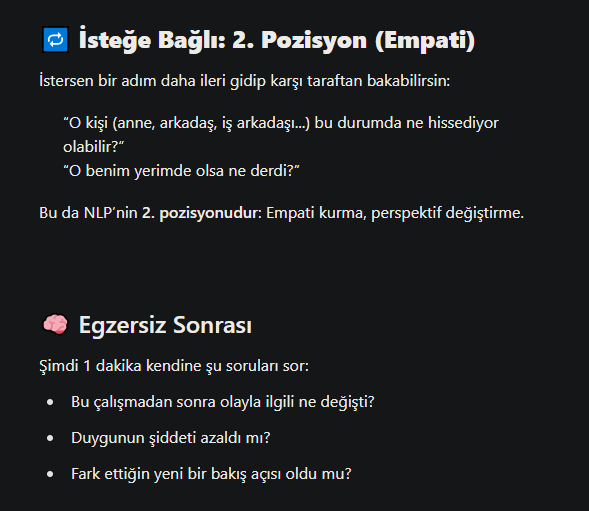 İsteğe Bağlı: 2. Pozisyon (Empati)
İstersen bir adım daha ileri gidip karşı taraftan bakabilirsin:
“O kişi (anne, arkadaş, iş arkadaşı...) bu durumda ne hissediyor
olabilir?”
“O benim yerimde olsa ne derdi?”
Bu da NLP’nin 2. pozisyonudur: Empati kurma, perspektif değiştirme.
Egzersiz Sonrası
Şimdi 1 dakika kendine şu soruları sor:
• Bu çalışmadan sonra olayla ilgili ne değişti?
• Duygunun şiddeti azaldı mı?
• Fark ettiğin yeni bir bakış açısı oldu mu?